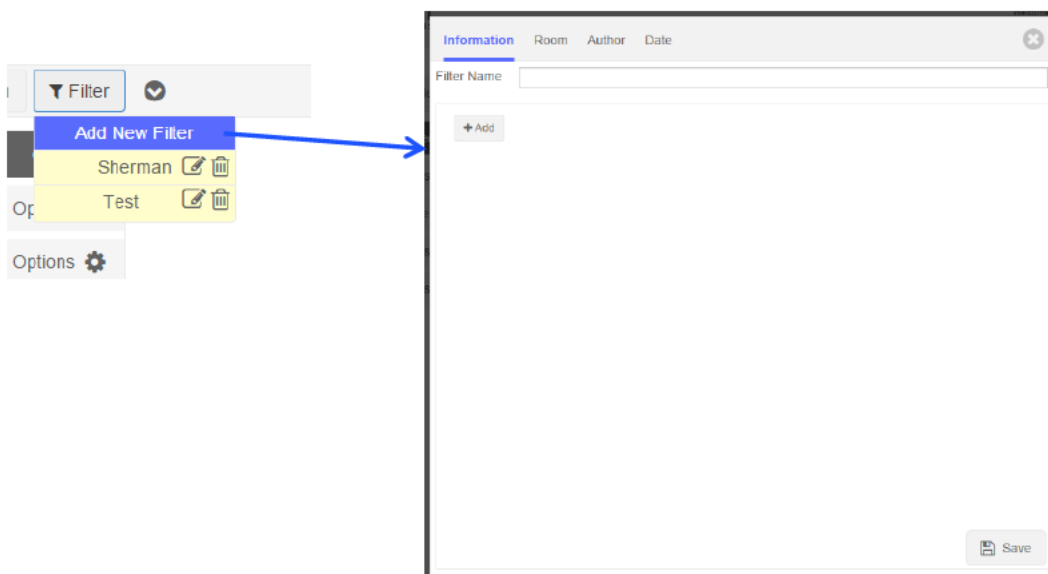 Filter
Add New Filter
Sherman
Test
Op
Options
Information Room Author Date
Filter Name
+ Add
Save